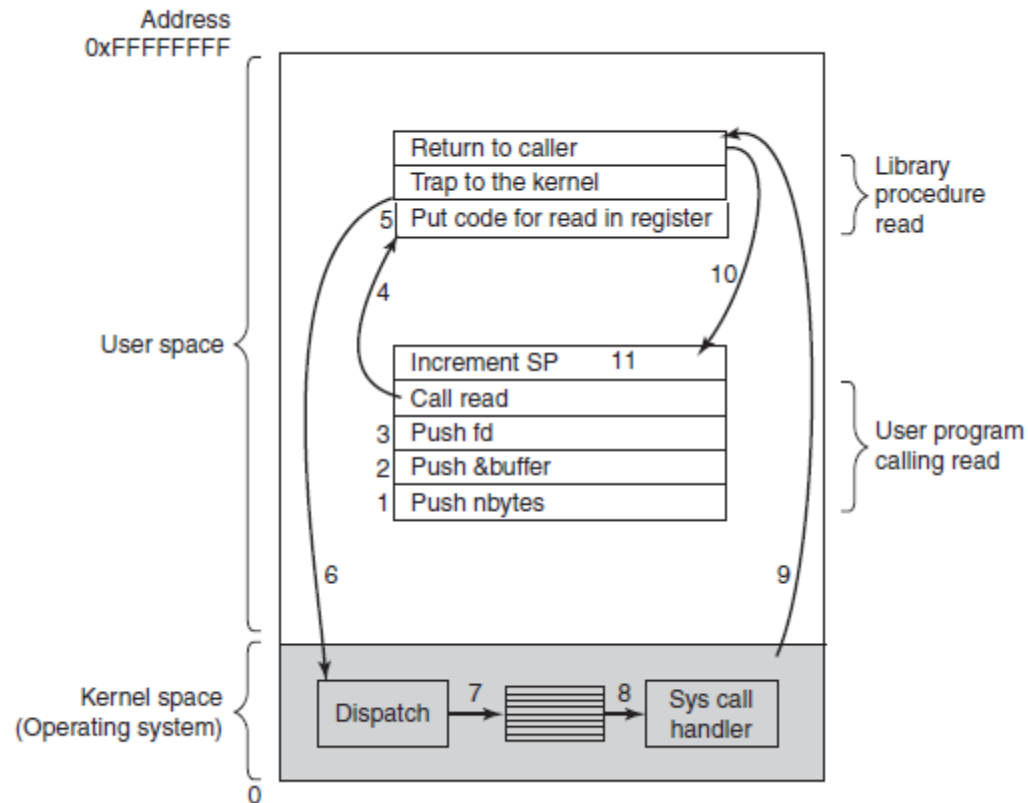 Address
0xFFFFFFFF
Return to caller
Trap to the kernel
5 Put code for read in register
Library
procedure
read
4
10
User space
Increment SP 11
Call read
3 Push fd
2 Push &buffer
1 Push nbytes
User program
calling read
6
9
Kernel space
(Operating system)
Dispatch
7
8
Sys call
handler
0